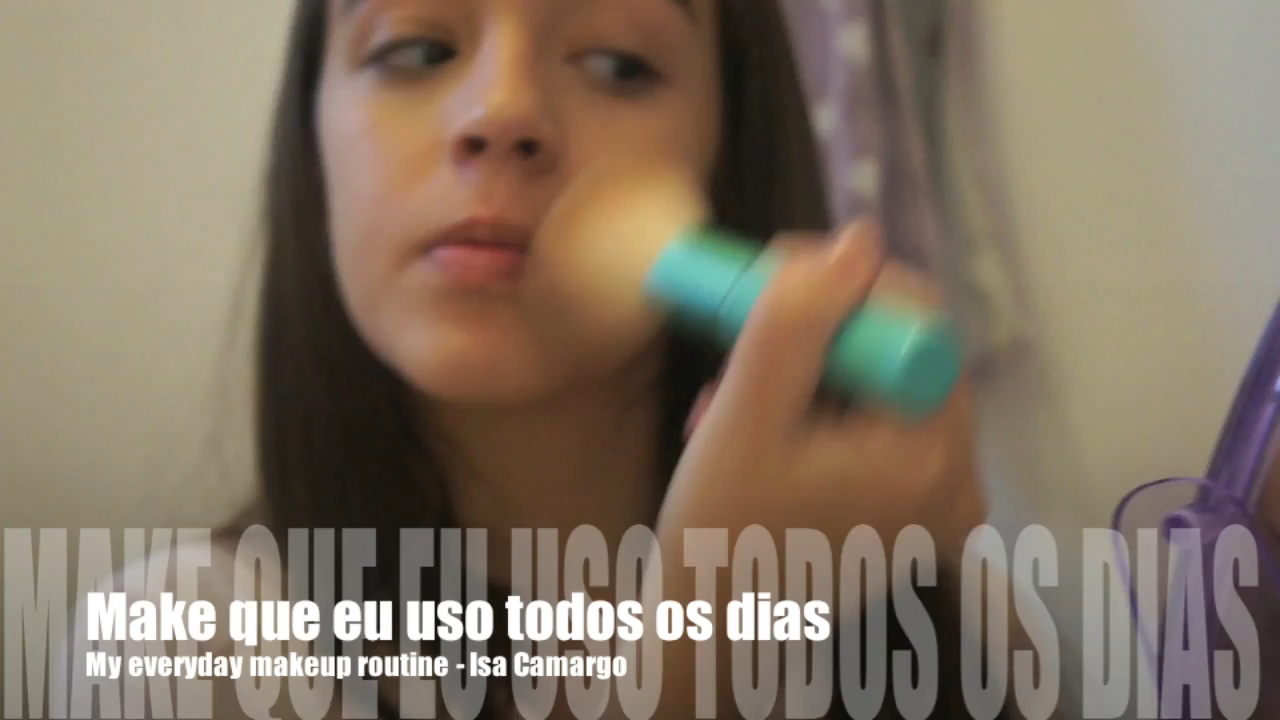 MAKE QUE EU USO TODOS OS DIAS
Make que eu uso todos os dias
My everyday makeup routine - Isa Camargo